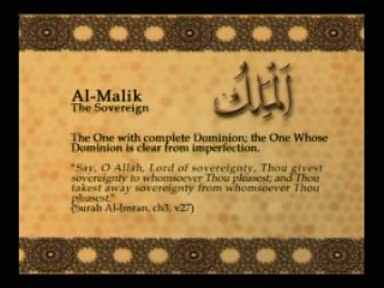 Al-Malik
الْمَلِكُ
The Sovereign
The One with complete Dominion; the One Whose
Dominion is clear from imperfection.
"Say, O Allah, Lord of sovereignty, Thou givest
sovereignty to whomsoever Thou pleasest; and Thou
takest away sovereignty from whomsoever Thou
pleasest."
(Surah Al-Imran, ch3, v27)